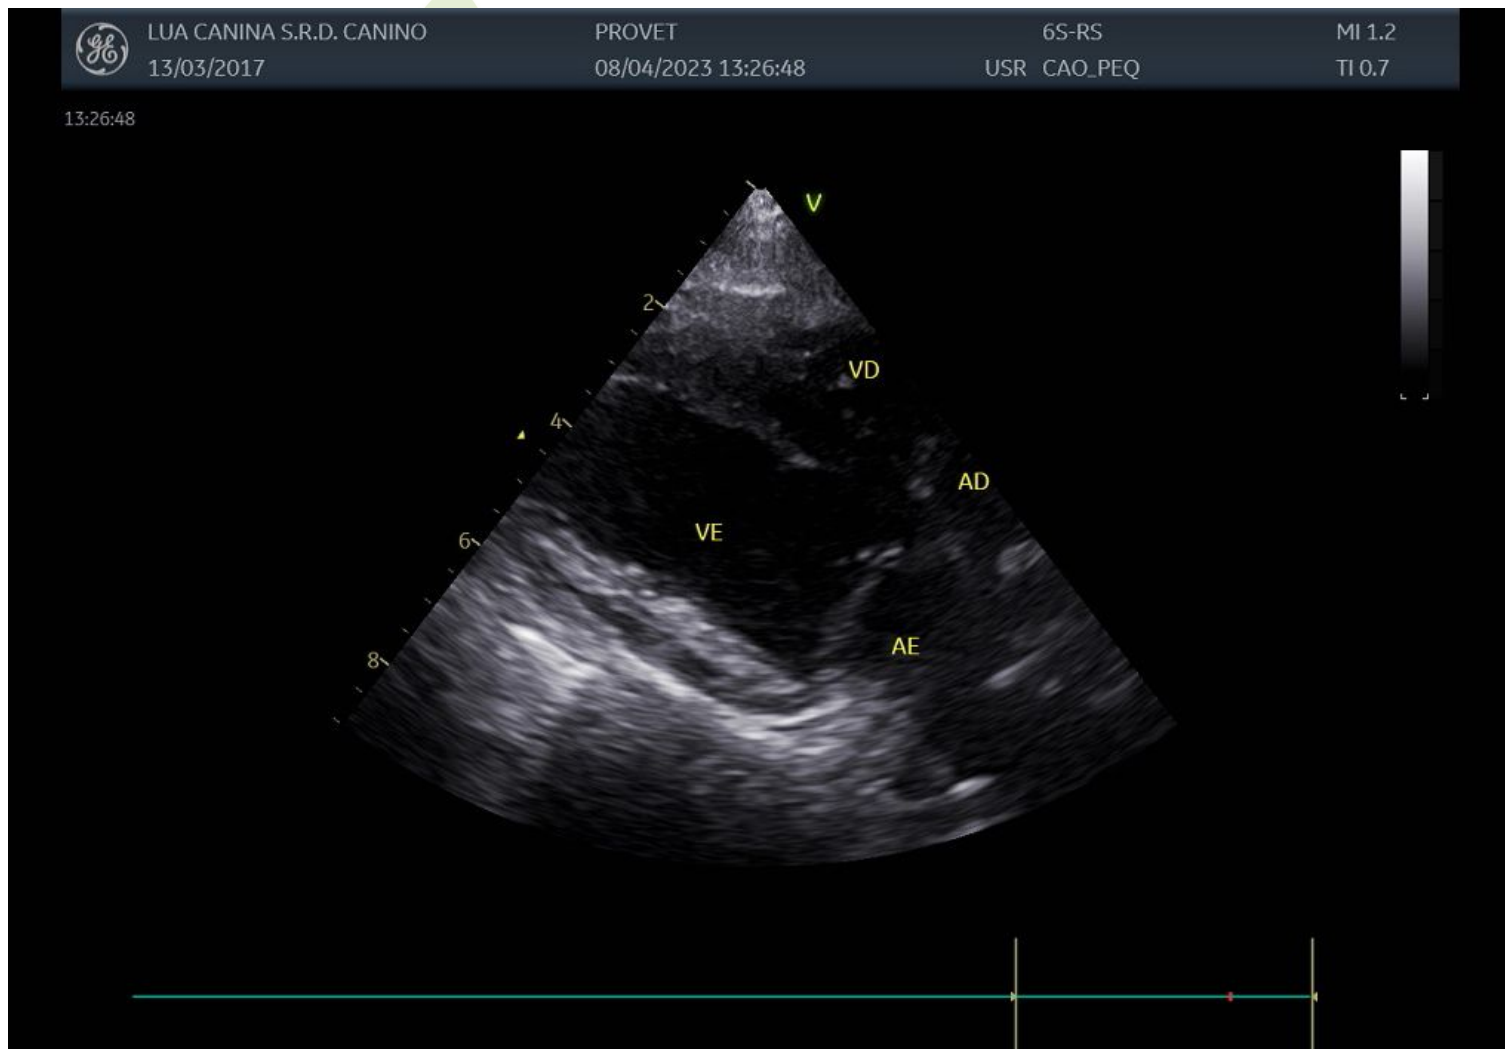 GE
LUA CANINA S.R.D. CANINO PROVET 6S-RS MI 1.2
13/03/2017 08/04/2023 13:26:48 USR CAO_PEQ TI 0.7
13:26:48
V
2
VD
4
AD
VE
6
AE
8